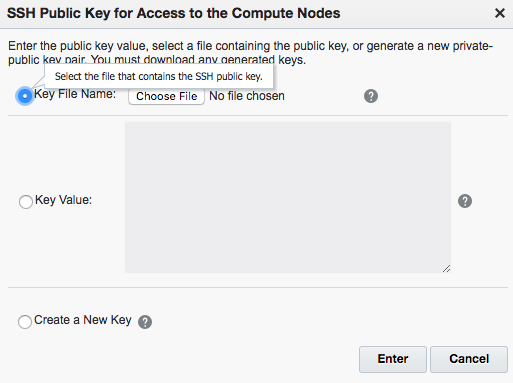 SSH Public Key for Access to the Compute Nodes
Enter the public key value, select a file containing the public key, or generate a new private-
public key pair. You must download any generated keys.
Select the file that contains the SSH public key.
Key File Name: Choose File No file chosen ?
Key Value: ?
Create a New Key ?
Enter Cancel